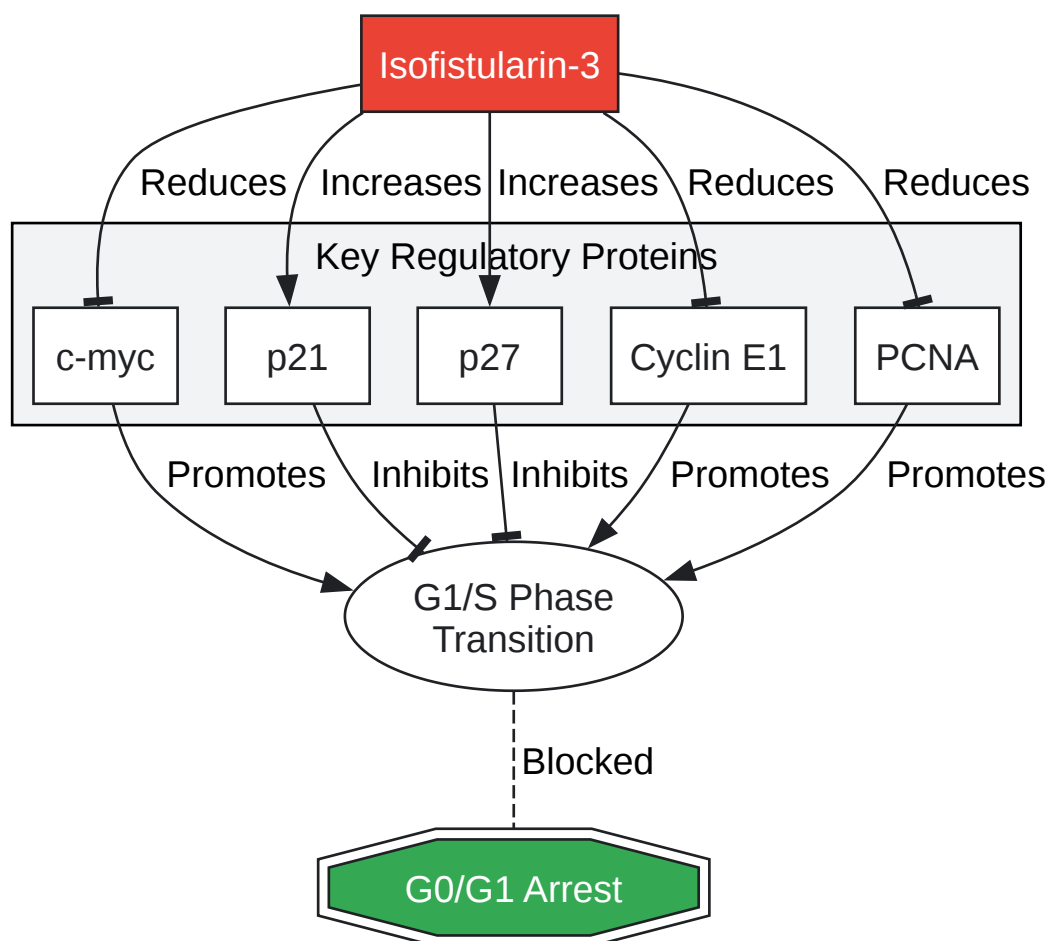 Isofistularin-3
Reduces
Increases
Increases
Reduces
Reduces
Key Regulatory Proteins
c-myc
p21
p27
Cyclin E1
PCNA
Promotes
Inhibits
Inhibits
Promotes
Promotes
G1/S Phase
Transition
Blocked
G0/G1 Arrest